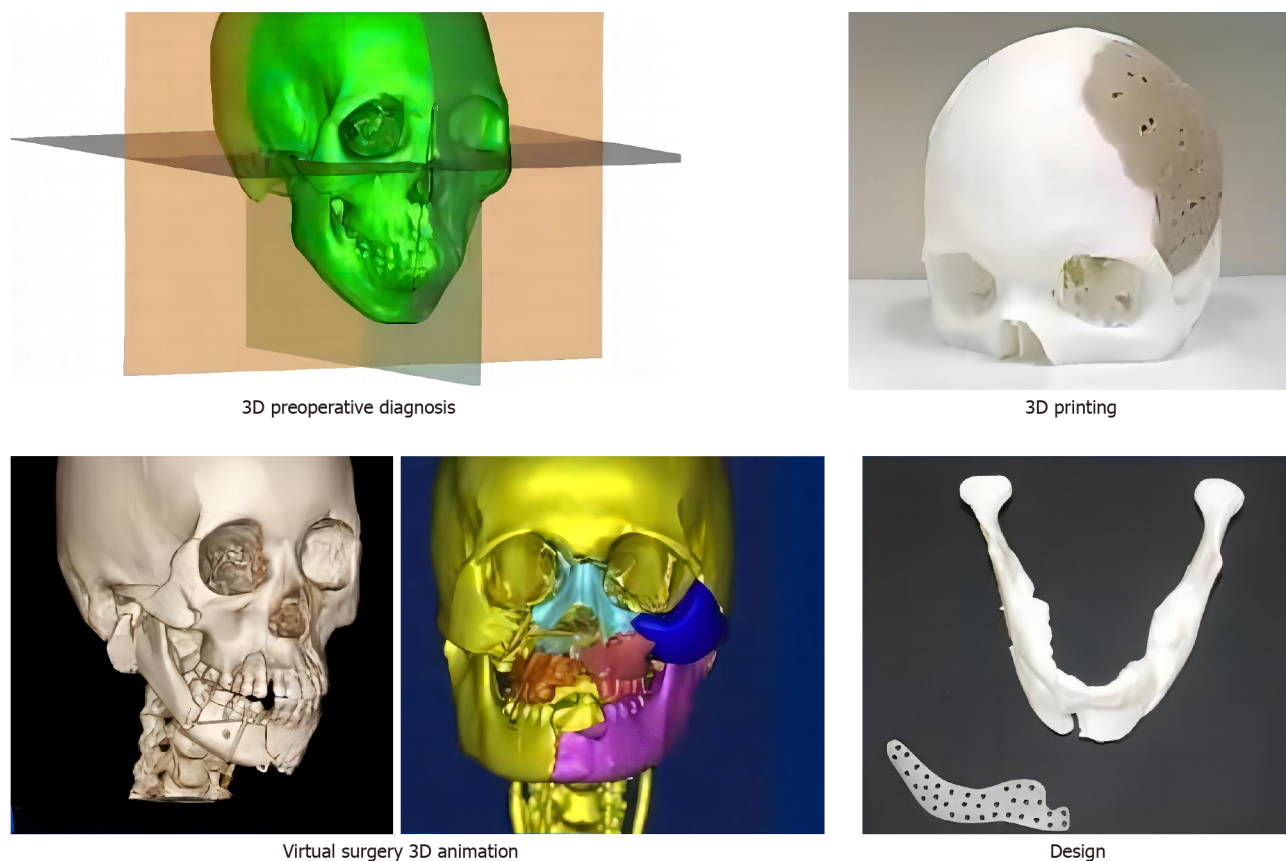 3D preoperative diagnosis
3D printing
Virtual surgery 3D animation
Design